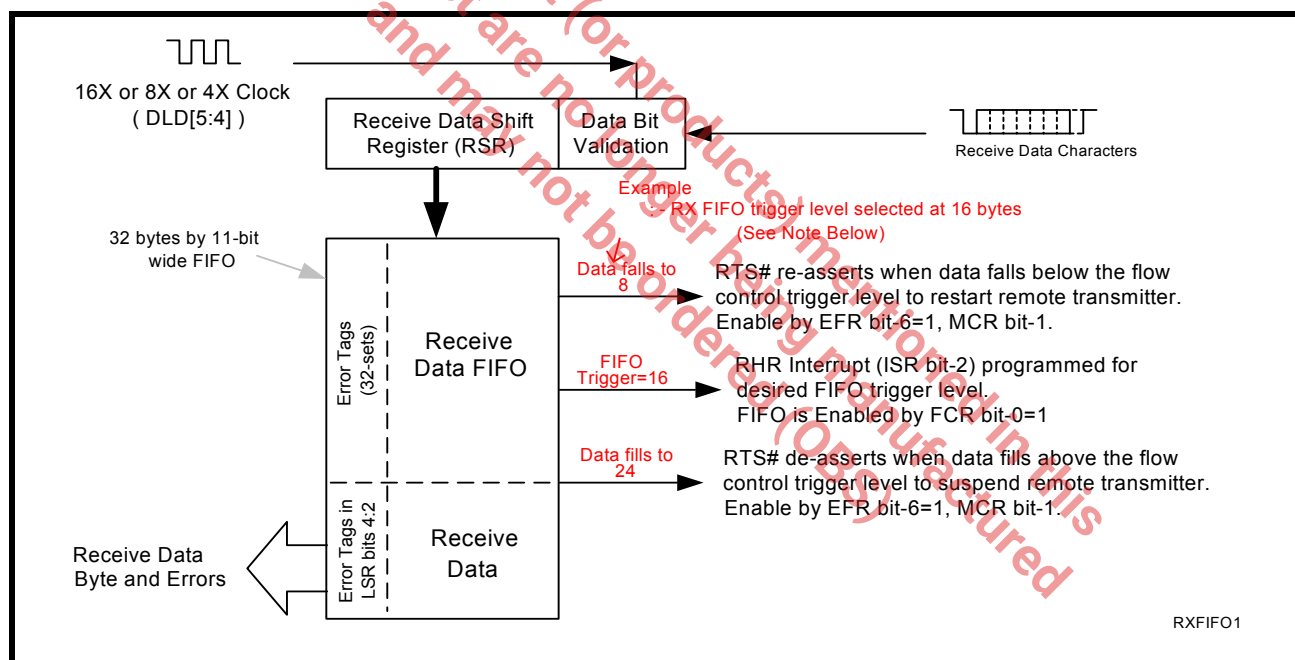 (or products) mentioned in this
are no longer being manufactured
and may not be ordered (OBS)
16X or 8X or 4X Clock
( DLD[5:4] )
Receive Data Shift
Register (RSR)
Data Bit
Validation
Receive Data Characters
Example
: - RX FIFO trigger level selected at 16 bytes
(See Note Below)
32 bytes by 11-bit
wide FIFO
Data falls to
8
RTS# re-asserts when data falls below the flow
control trigger level to restart remote transmitter.
Enable by EFR bit-6=1, MCR bit-1.
Error Tags
(32-sets)
Receive
Data FIFO
FIFO
Trigger=16
RHR Interrupt (ISR bit-2) programmed for
desired FIFO trigger level.
FIFO is Enabled by FCR bit-0=1
Data fills to
24
RTS# de-asserts when data fills above the flow
control trigger level to suspend remote transmitter.
Enable by EFR bit-6=1, MCR bit-1.
Error Tags in
LSR bits 4:2
Receive
Data
Receive Data
Byte and Errors
RXFIFO1